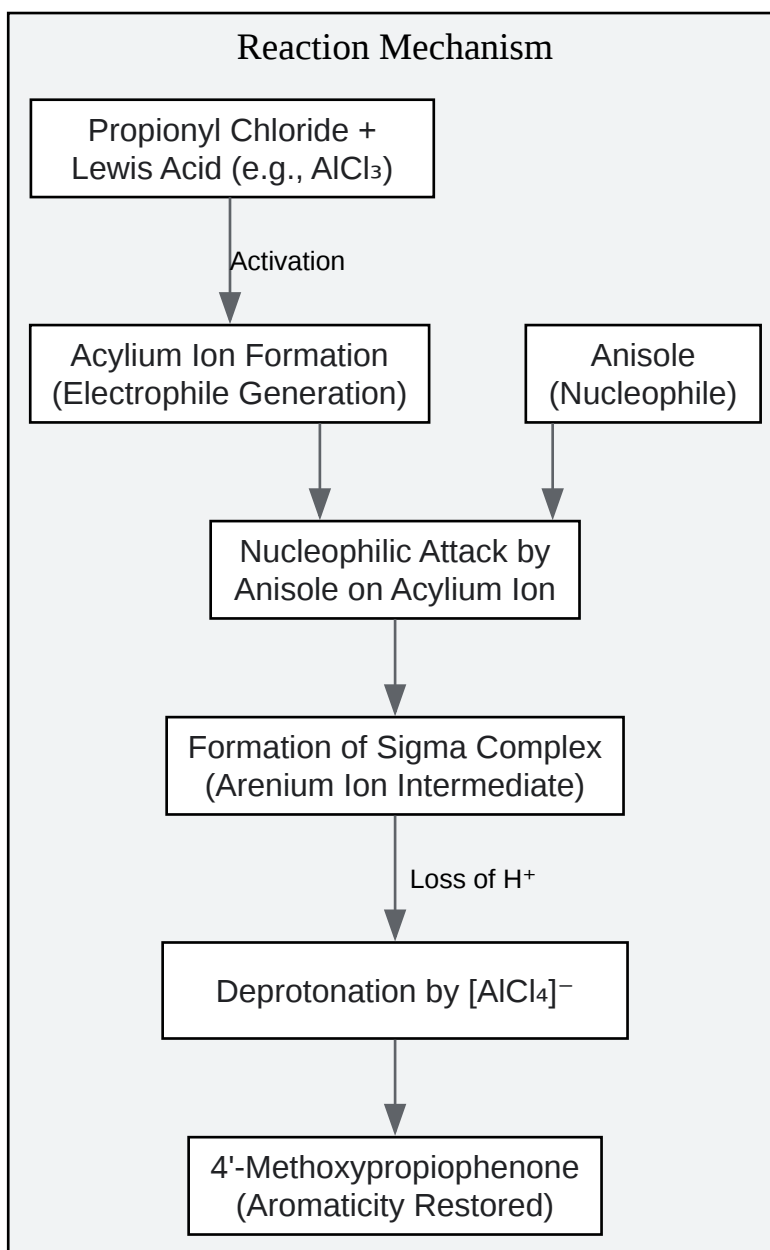 Reaction Mechanism
Propionyl Chloride +
Lewis Acid (e.g., AlCl₃)
Activation
Acylium Ion Formation
(Electrophile Generation)
Anisole
(Nucleophile)
Nucleophilic Attack by
Anisole on Acylium Ion
Formation of Sigma Complex
(Arenium Ion Intermediate)
Loss of H⁺
Deprotonation by [AlCl₄]⁻
4'-Methoxypropiophenone
(Aromaticity Restored)